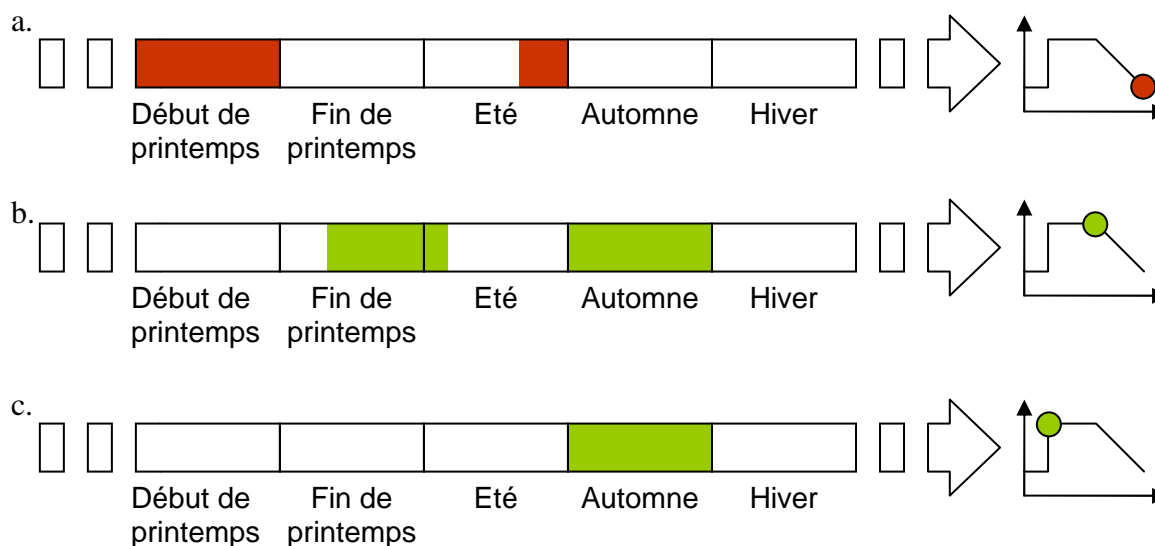 a.
Début de printemps Fin de printemps Eté Automne Hiver
b.
Début de printemps Fin de printemps Eté Automne Hiver
c.
Début de printemps Fin de printemps Eté Automne Hiver